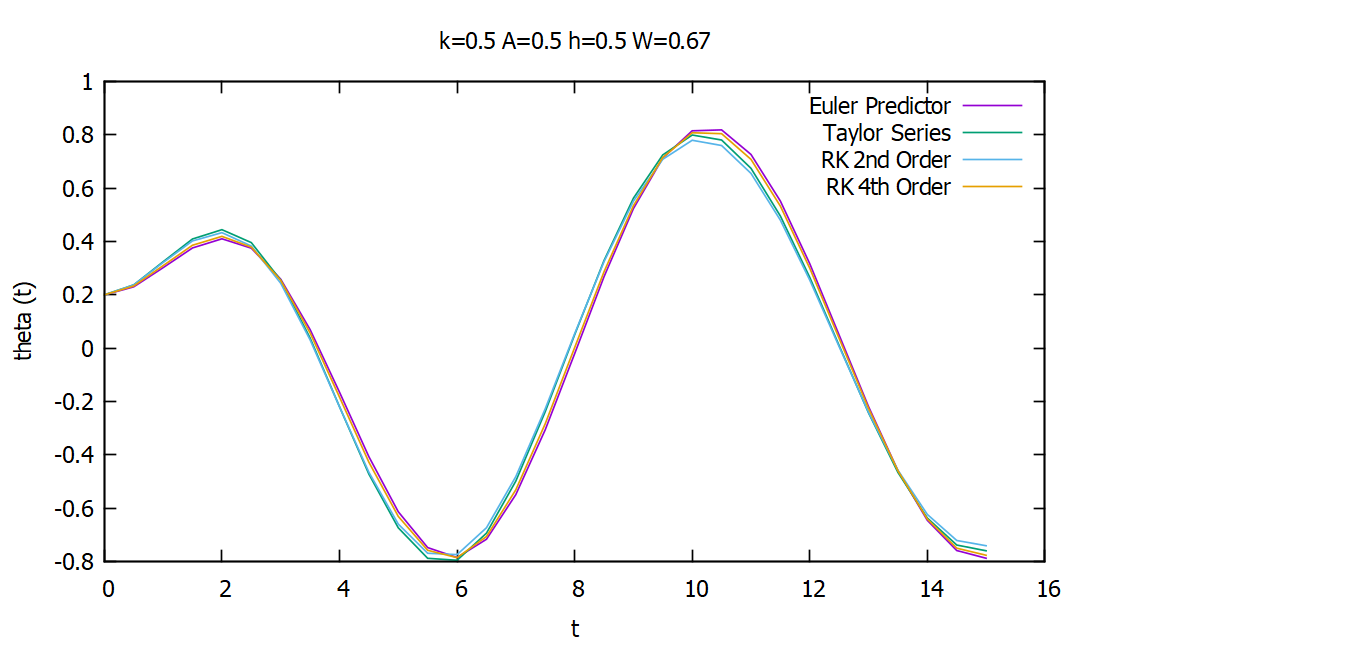 k=0.5 A=0.5 h=0.5 W=0.67
Euler Predictor
Taylor Series
RK 2nd Order
RK 4th Order
1
0.8
0.6
0.4
0.2
0
-0.2
-0.4
-0.6
-0.8
theta (t)
0 2 4 6 8 10 12 14 16
t